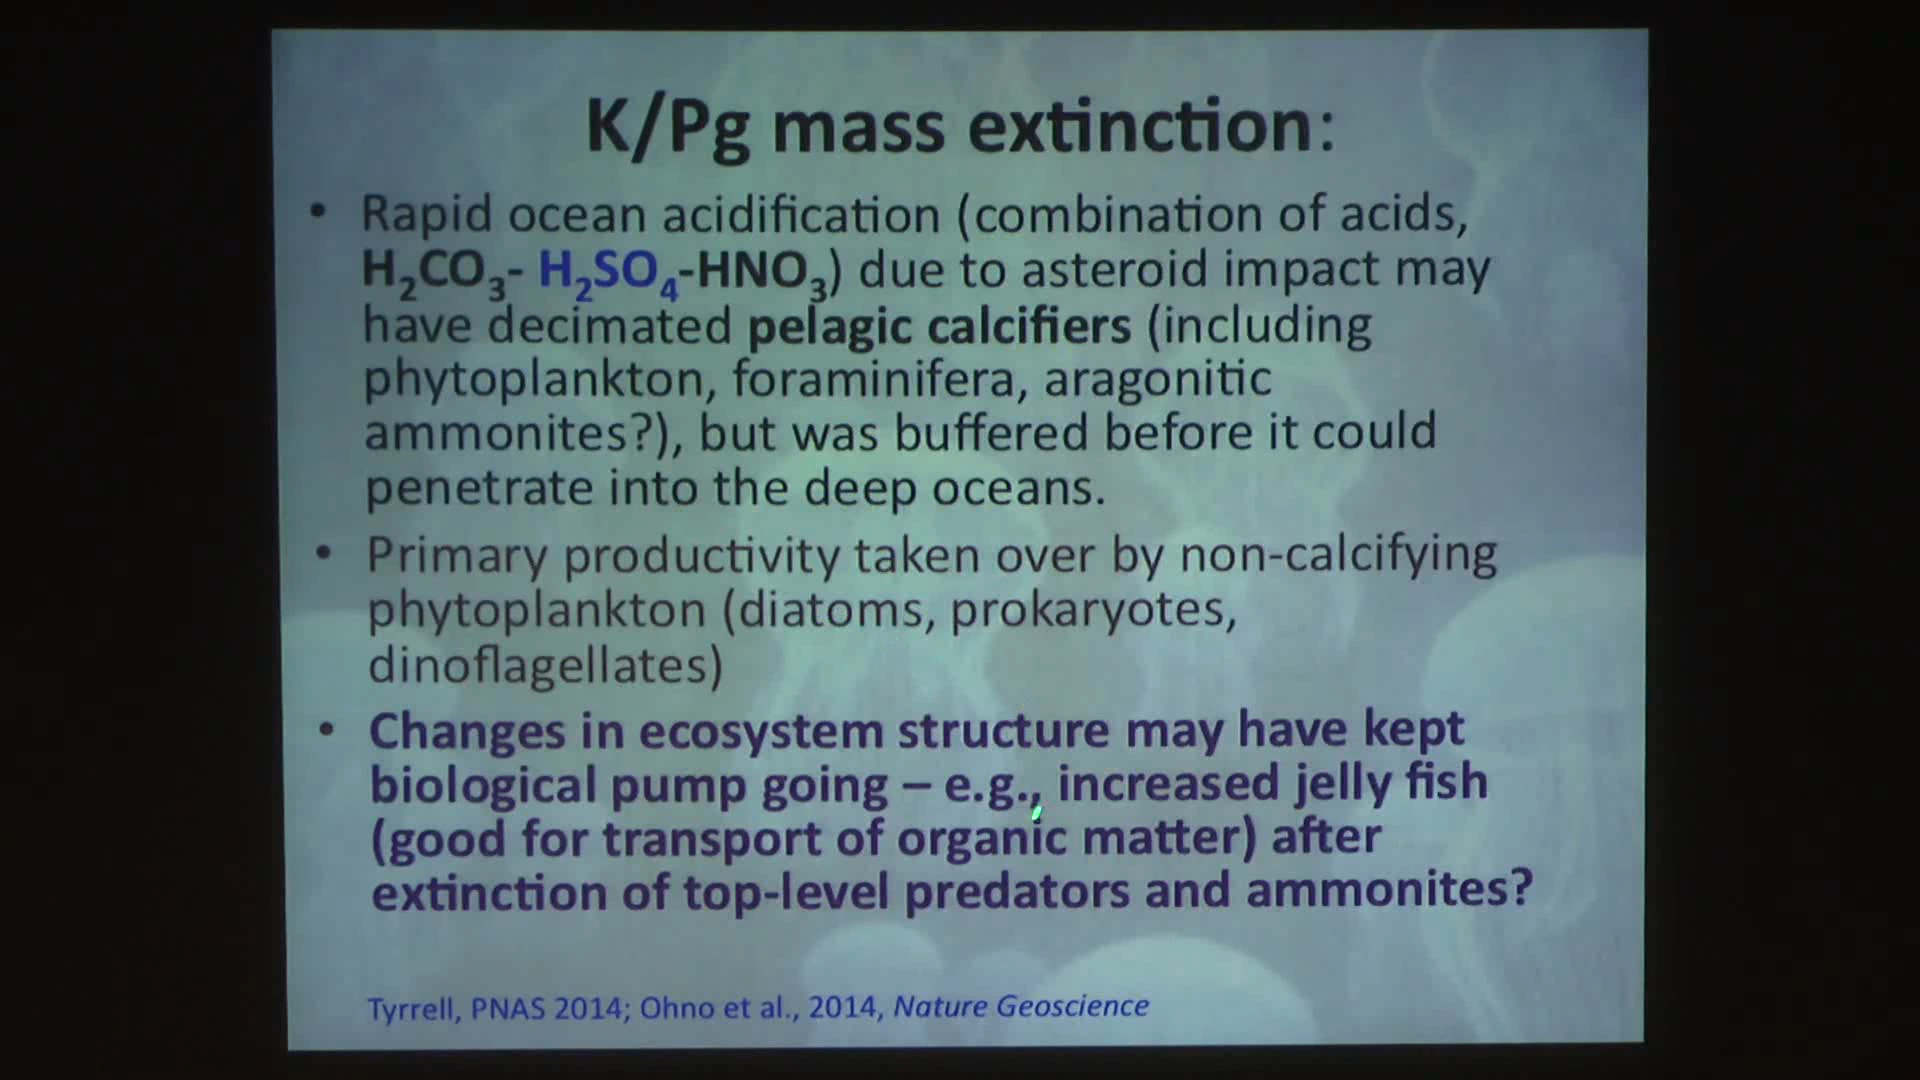 K/Pg mass extinction:
• Rapid ocean acidification (combination of acids,
H₂CO₃- H₂SO₄-HNO₃) due to asteroid impact may
have decimated pelagic calcifiers (including
phytoplankton, foraminifera, aragonitic
ammonites?), but was buffered before it could
penetrate into the deep oceans.
• Primary productivity taken over by non-calcifying
phytoplankton (diatoms, prokaryotes,
dinoflagellates)
• Changes in ecosystem structure may have kept
biological pump going – e.g., increased jelly fish
(good for transport of organic matter) after
extinction of top-level predators and ammonites?
Tyrrell, PNAS 2014; Ohno et al., 2014, Nature Geoscience